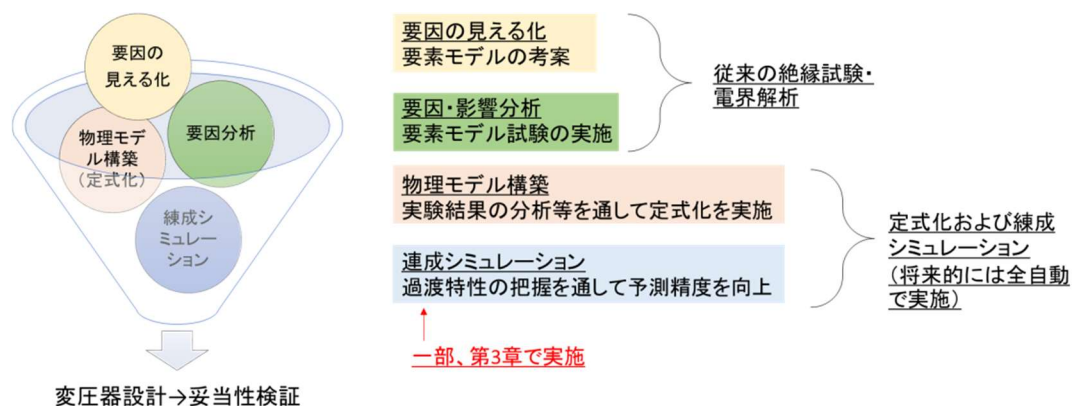 要因の
見える化
物理モデ
ル構築
（定式化）
要因分析
練成シ
ミュレー
ション
変圧器設計→妥当性検証
要因の見える化
要素モデルの考案
要因・影響分析
要素モデル試験の実施
従来の絶縁試験・
電界解析
物理モデル構築
実験結果の分析等を通して定式化を実施
連成シミュレーション
過渡特性の把握を通して予測精度を向上
定式化および練成
シミュレーション
(将来的には全自動
で実施)
一部、第3章で実施